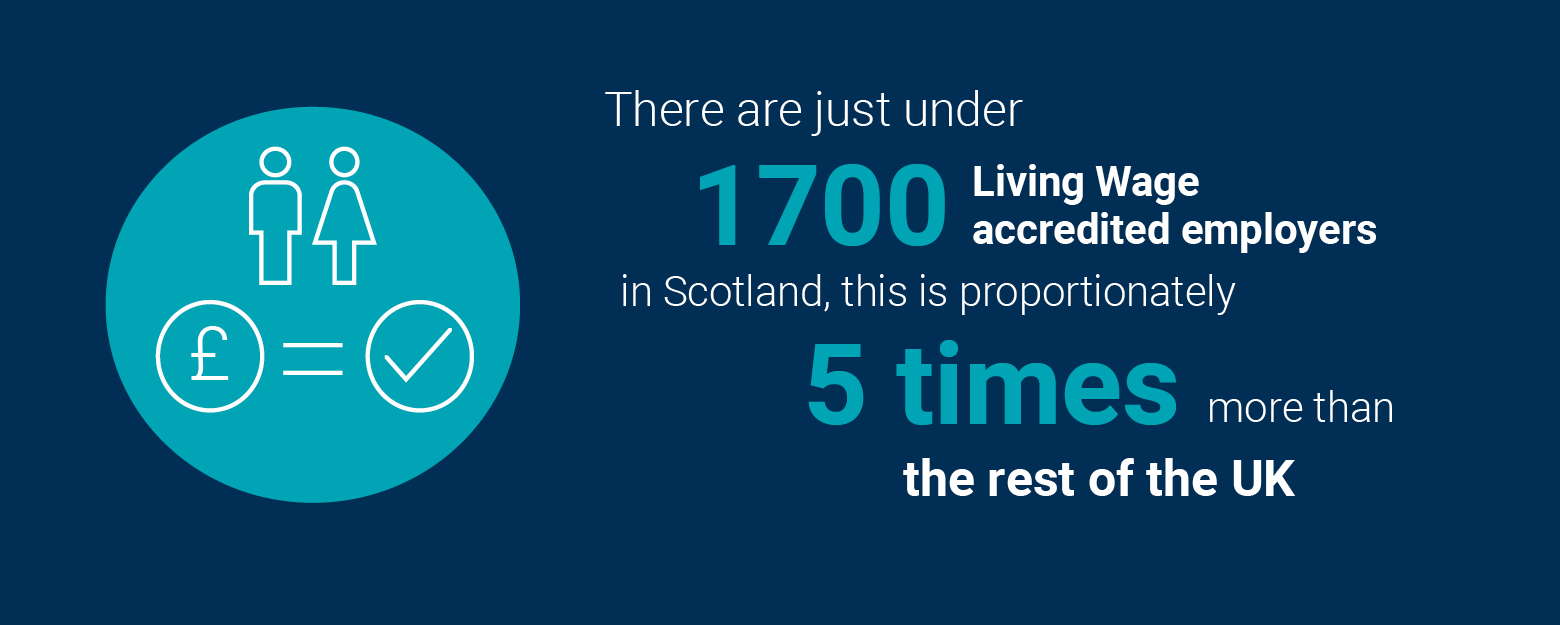 There are just under
1700 Living Wage
accredited employers
in Scotland, this is proportionately
5 times more than
the rest of the UK
£